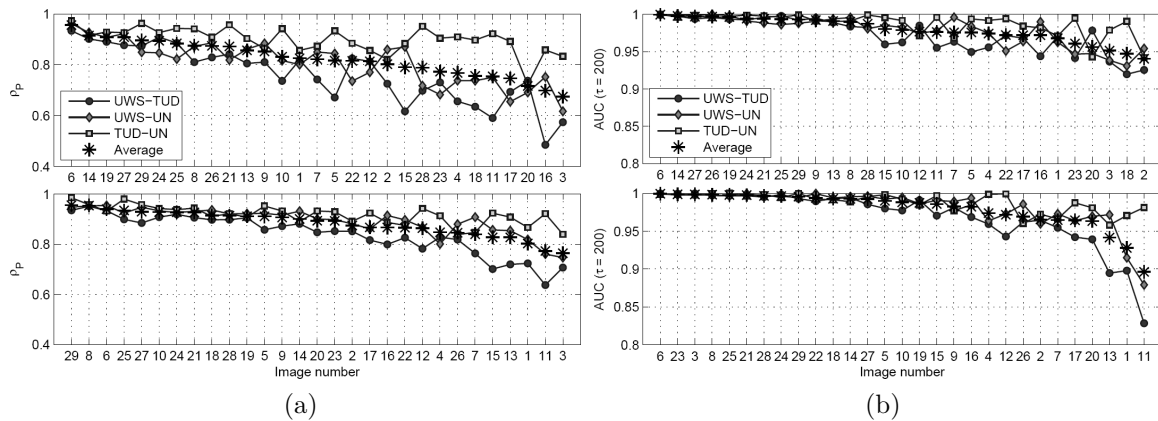 1
0.8
0.6
0.4
ρP
UWS−TUD
UWS−UN
TUD−UN
Average
6 14 19 27 29 24 25 8 26 21 13 9 10 1 7 5 22 12 2 15 28 23 4 18 11 17 20 16 3
1
0.8
0.6
0.4
ρP
29 8 6 25 27 10 24 21 18 28 19 5 9 14 20 23 2 17 16 22 12 4 26 7 15 13 1 11 3
Image number
(a)
1
0.95
0.9
0.85
0.8
AUC (τ = 200)
UWS−TUD
UWS−UN
TUD−UN
Average
6 14 27 26 21 25 24 29 9 8 13 28 15 10 12 11 7 5 4 22 19 16 1 23 20 3 18 2
1
0.95
0.9
0.85
0.8
AUC (τ = 200)
6 23 3 8 25 21 28 24 29 22 18 14 27 5 10 19 15 9 16 4 12 26 2 7 17 20 13 1 11
Image number
(b)